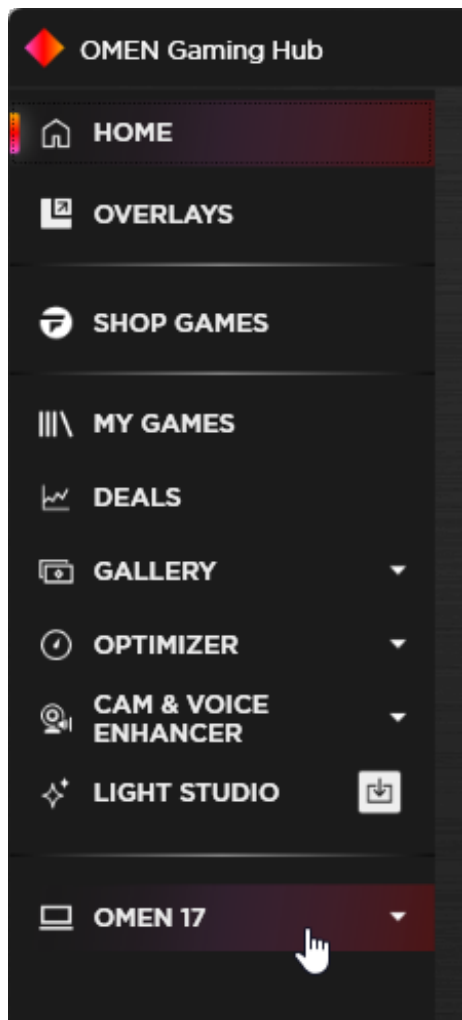 OMEN Gaming Hub
HOME
OVERLAYS
SHOP GAMES
MY GAMES
DEALS
GALLERY
OPTIMIZER
CAM & VOICE
ENHANCER
LIGHT STUDIO
OMEN 17